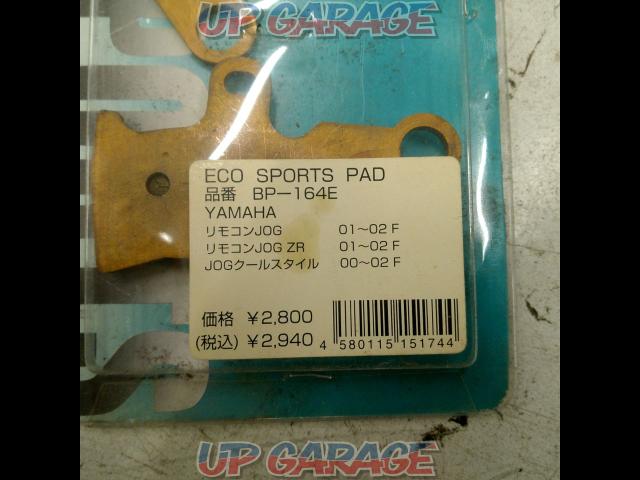 UP GARAGE
ECO SPORTS PAD
品番 BP-164E
YAMAHA
リモコンJOG 01~02 F
リモコンJOG ZR 01~02 F
JOGクールスタイル 00~02 F
価格 ¥2,800
(税込) ¥2,940
4 580115 151744
UP GARAGE